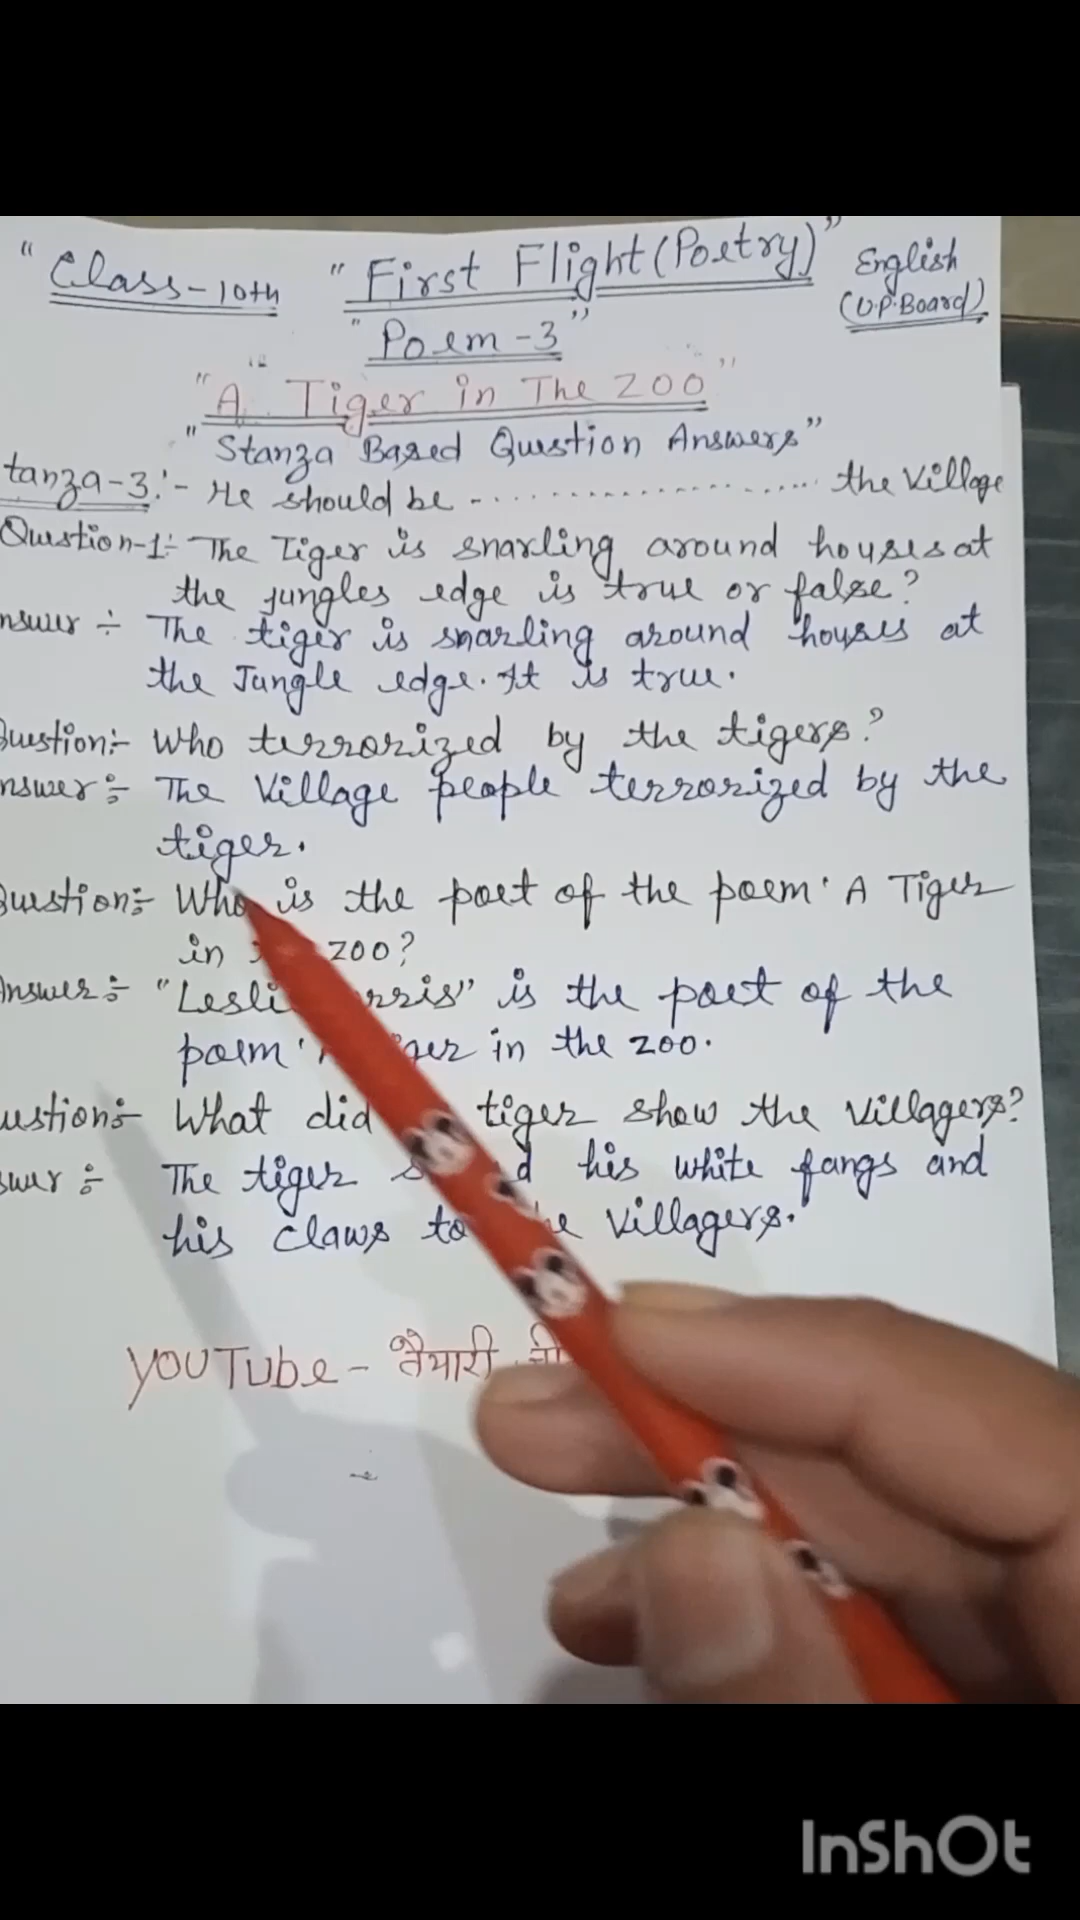 "Class-10th "First Flight (Poetry)" English
(U.P. Board)
"Poem-3"
"A Tiger in The Zoo"
"Stanza Based Question Answers"
tanza-3:- He should be - .................... the village
Question-1:- The Tiger is snarling around houses at
the jungles edge is true or false?
nswer ÷ The tiger is snarling around houses at
the Jungle edge. It is true.
Question:- Who terrorized by the tigers?
nswer ÷ The village people terrorized by the
tiger.
Question:- Who is the poet of the poem 'A Tiger
in zoo?
Answer:- "Lesli rris" is the poet of the
poem ger in the zoo.
uestion:- What did tiger show the villagers?
swer ÷ The tiger d his white fangs and
his claws to villagers.
YOUTube - तैयारी
InShOt